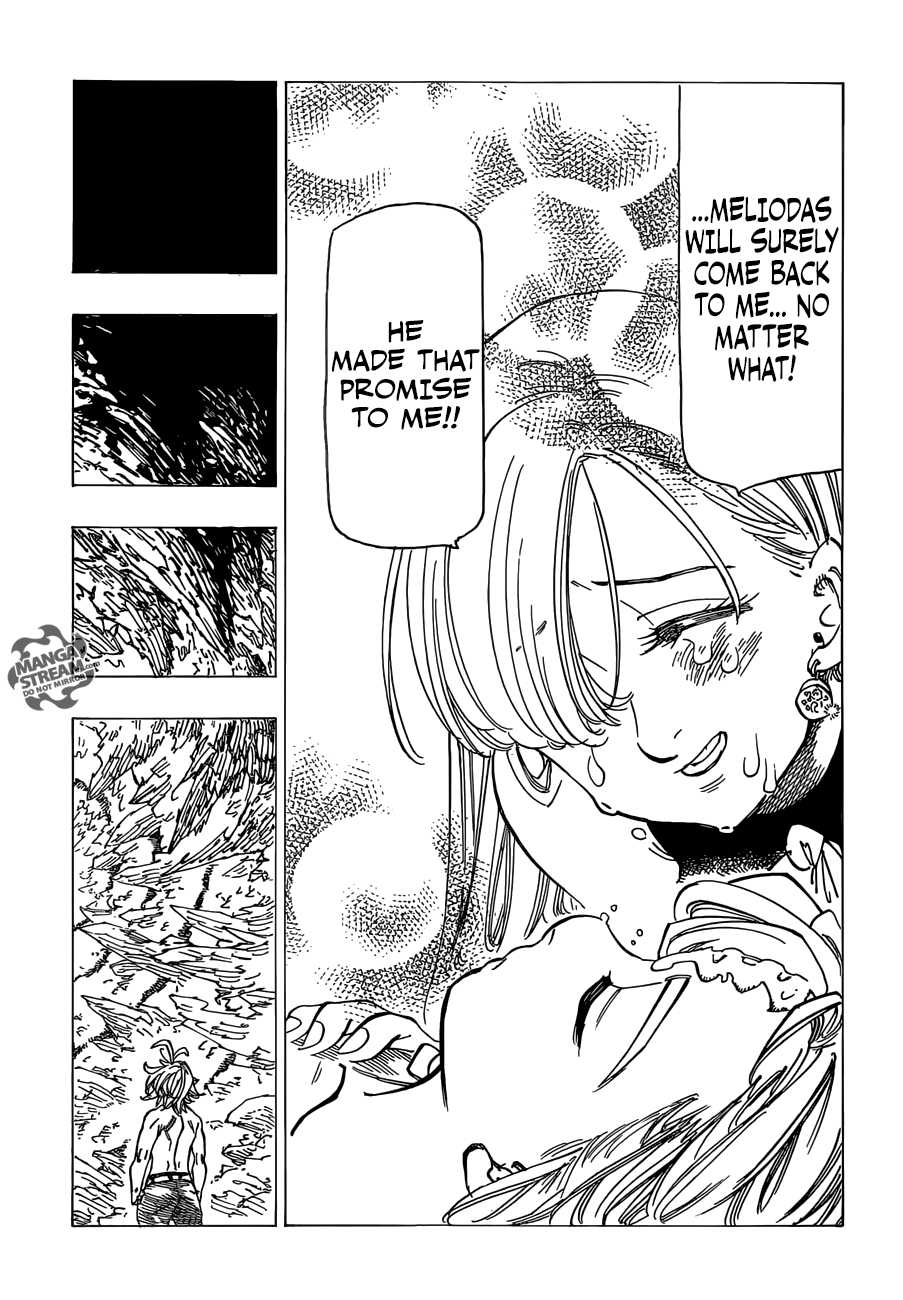 ...MELIODAS
WILL SURELY
COME BACK
TO ME... NO
MATTER
WHAT!
HE
MADE THAT
PROMISE
TO ME!!
MANGA
STREAM.com
DO NOT MIRROR